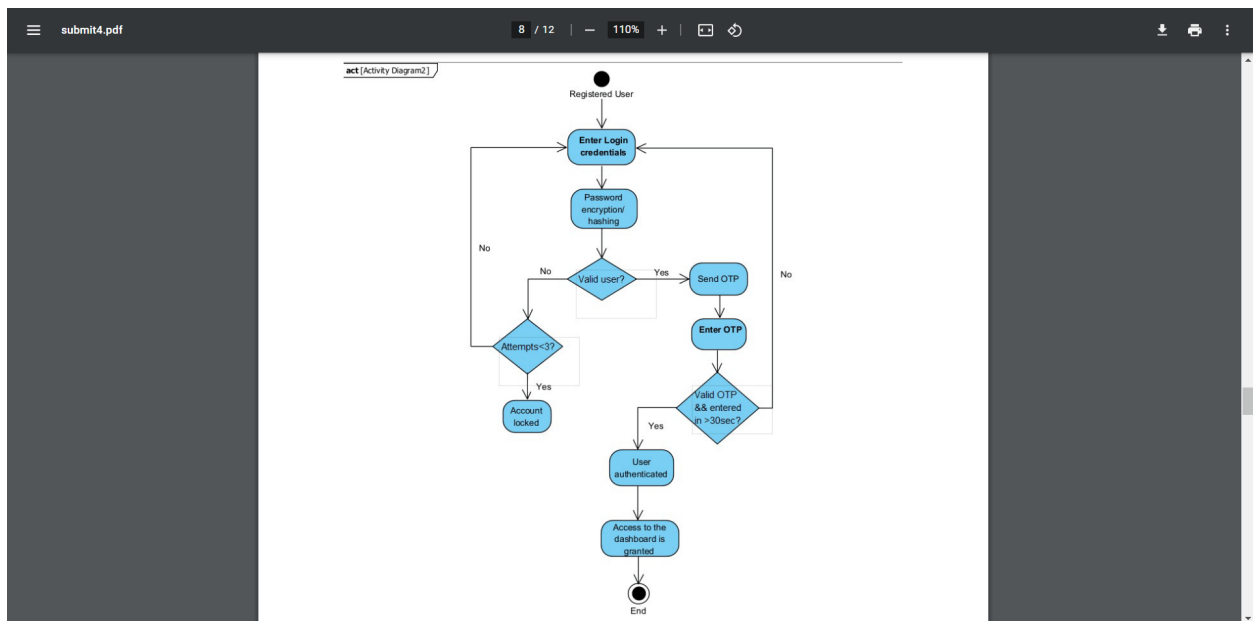 submit4.pdf
8 / 12
110%
act [Activity Diagram2]
Registered User
Enter Login
credentials
Password
encryption/
hashing
No
No
Valid user?
Yes
Send OTP
No
Enter OTP
Attempts<3?
Yes
Account
locked
Valid OTP
&& entered
in >30sec?
Yes
User
authenticated
Access to the
dashboard is
granted
End